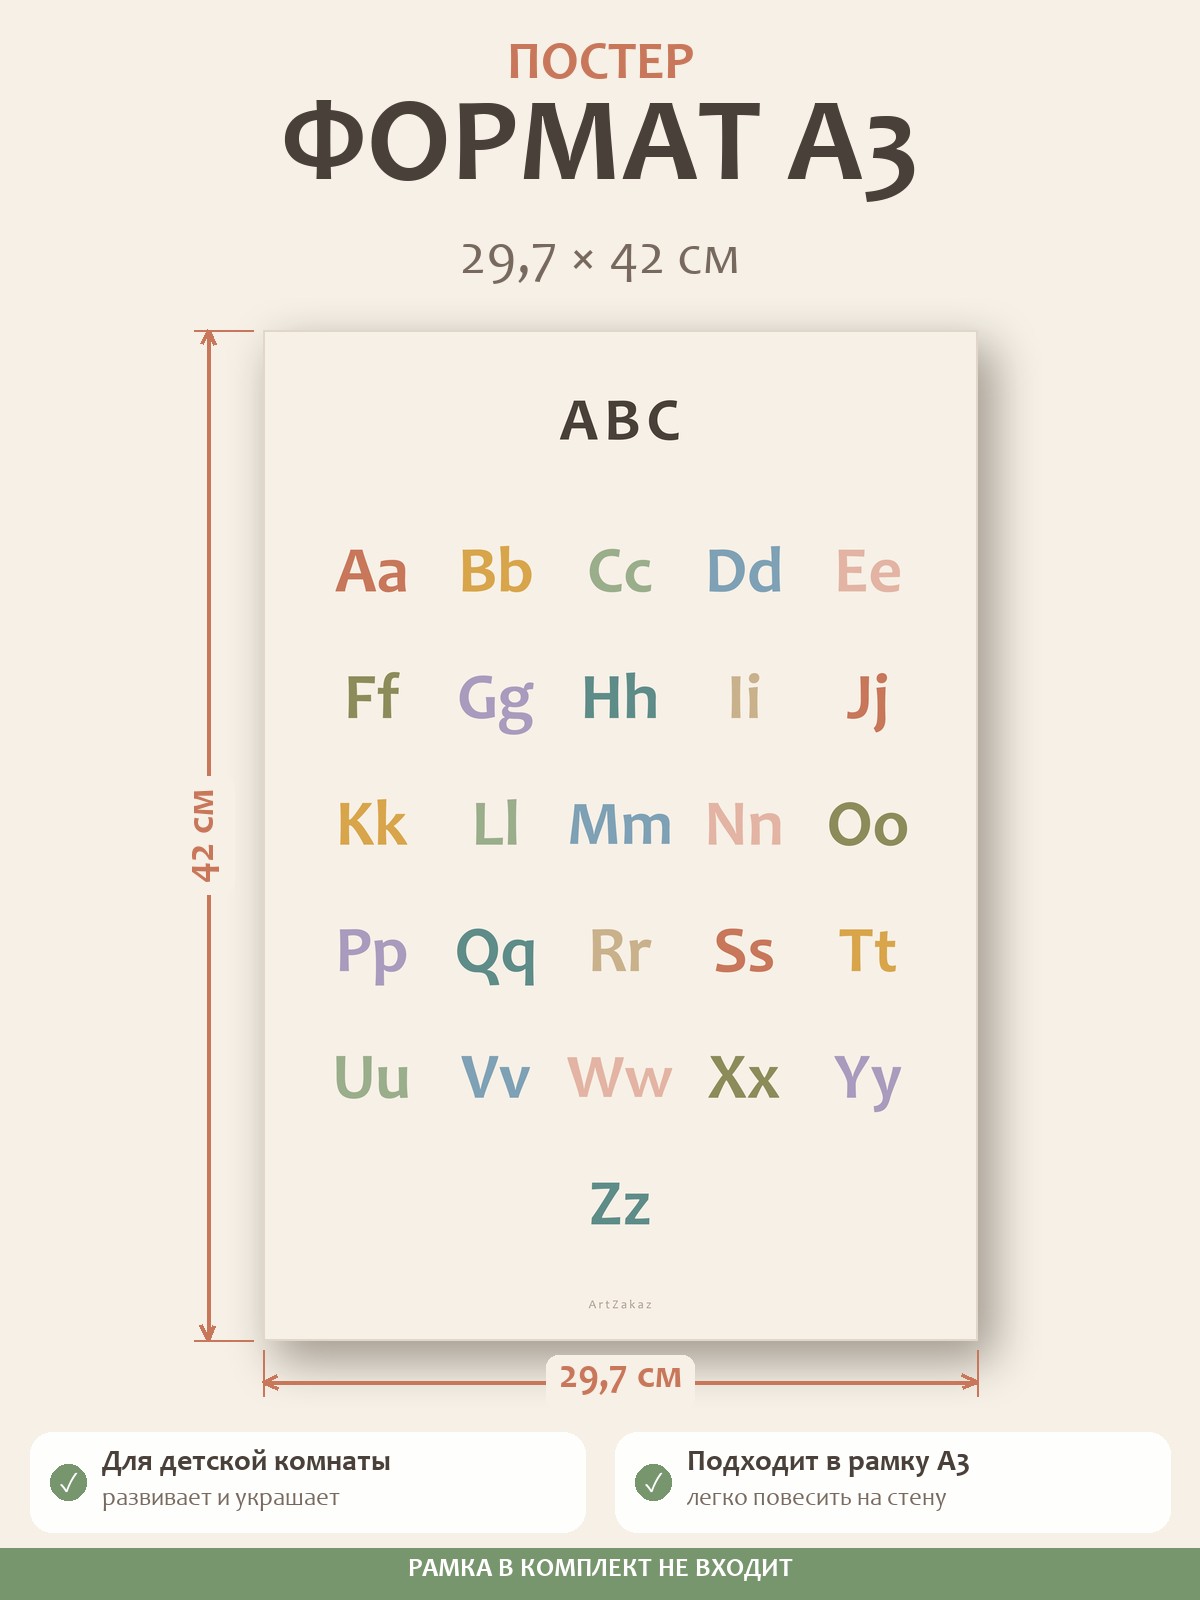 ПОСТЕР
ФОРМАТ А3
29,7 × 42 см
ABC
Aa Bb Cc Dd Ee
Ff Gg Hh Ii Jj
Kk Ll Mm Nn Oo
42 см
Pp Qq Rr Ss Tt
Uu Vv Ww Xx Yy
Zz
ArtZakaz
29,7 см
Для детской комнаты
развивает и украшает
Подходит в рамку А3
легко повесить на стену
РАМКА В КОМПЛЕКТ НЕ ВХОДИТ